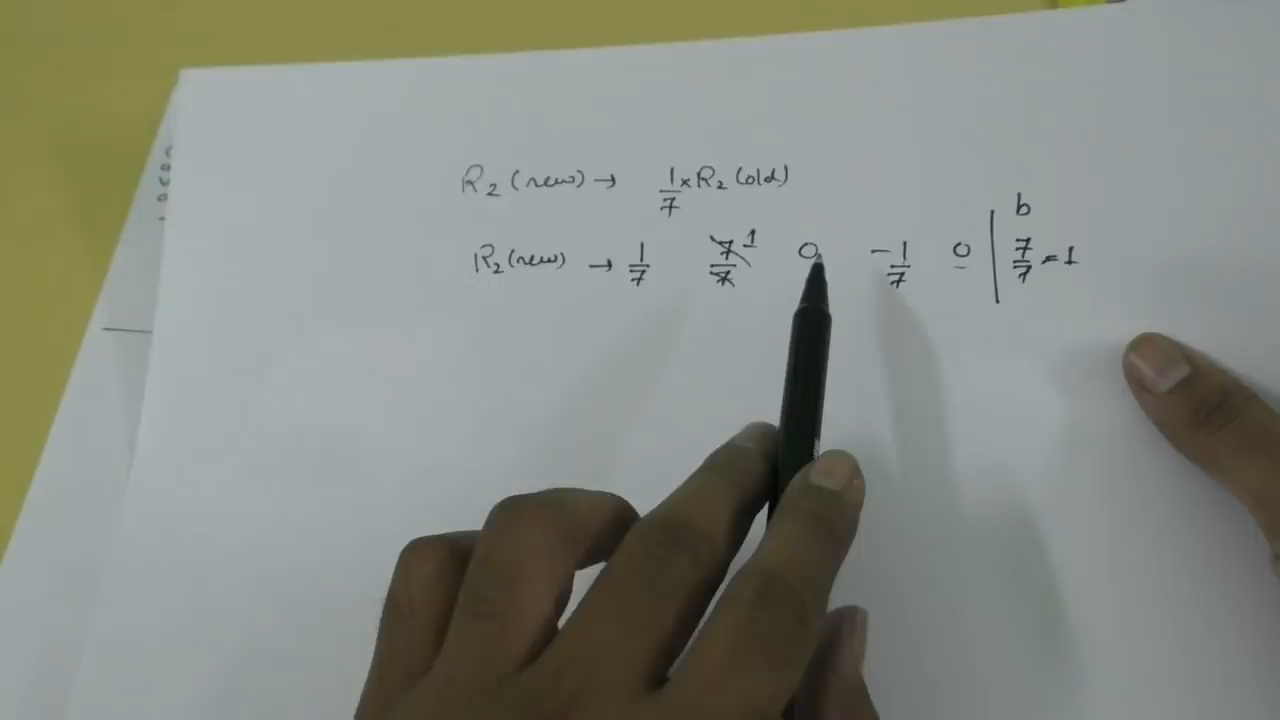 R2 (new) → 1/7 × R2 (old)
b
R2 (new) → 1/7 7/7 1 0 -1/7 0 | 7/7 = 1